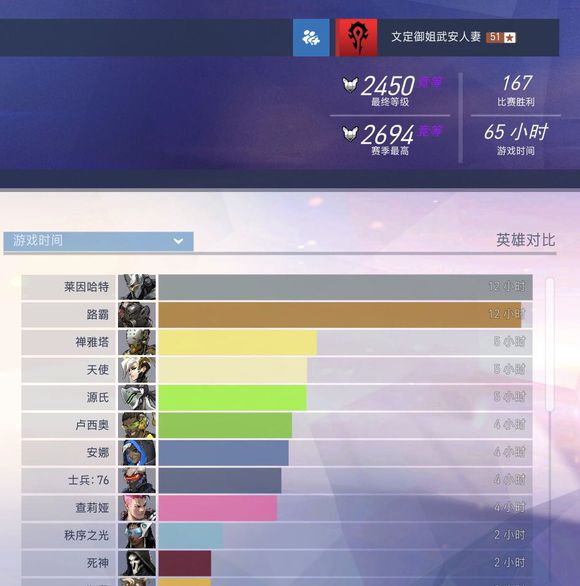 文定御姐武安人妻 51
2450 竞等
最终等级
167
比赛胜利
2694 竞等
赛季最高
65 小时
游戏时间
游戏时间
英雄对比
莱因哈特 12 小时
路霸 12 小时
禅雅塔 5 小时
天使 5 小时
源氏 5 小时
卢西奥 4 小时
安娜 4 小时
士兵:76 4 小时
查莉娅 4 小时
秩序之光 2 小时
死神 2 小时